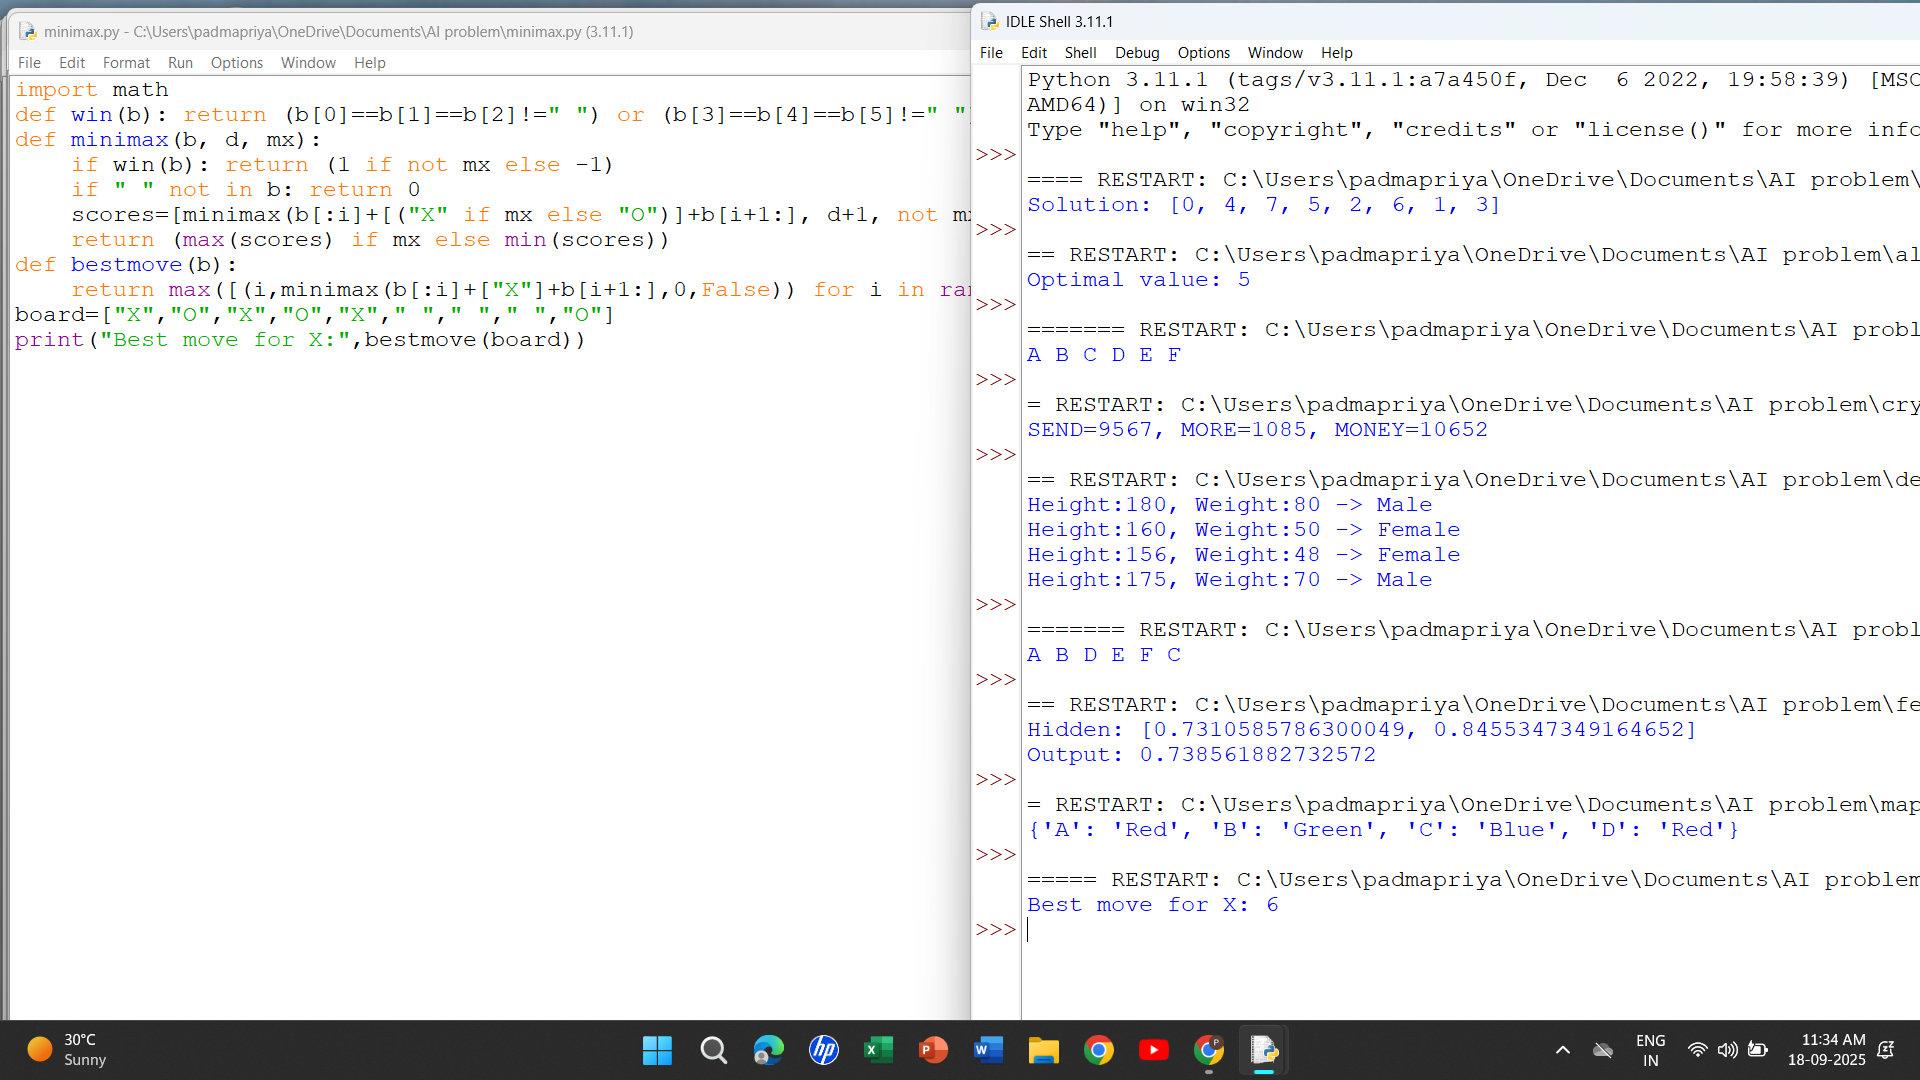 minimax.py - C:\Users\padmapriya\OneDrive\Documents\AI problem\minimax.py (3.11.1)
File Edit Format Run Options Window Help
import math
def win(b): return (b[0]==b[1]==b[2]!=" ") or (b[3]==b[4]==b[5]!=" "
def minimax(b, d, mx):
    if win(b): return (1 if not mx else -1)
    if " " not in b: return 0
    scores=[minimax(b[:i]+[("X" if mx else "O")]+b[i+1:], d+1, not
    return (max(scores) if mx else min(scores))
def bestmove(b):
    return max([(i,minimax(b[:i]+["X"]+b[i+1:],0,False)) for i in
board=["X","O","X","O","X"," "," "," ","O"]
print("Best move for X:",bestmove(board))
IDLE Shell 3.11.1
File Edit Shell Debug Options Window Help
Python 3.11.1 (tags/v3.11.1:a7a450f, Dec  6 2022, 19:58:39) [MSC
AMD64)] on win32
Type "help", "copyright", "credits" or "license()" for more info
>>>
==== RESTART: C:\Users\padmapriya\OneDrive\Documents\AI problem\
Solution: [0, 4, 7, 5, 2, 6, 1, 3]
>>>
== RESTART: C:\Users\padmapriya\OneDrive\Documents\AI problem\al
Optimal value: 5
>>>
======= RESTART: C:\Users\padmapriya\OneDrive\Documents\AI probl
A B C D E F
>>>
= RESTART: C:\Users\padmapriya\OneDrive\Documents\AI problem\cry
SEND=9567, MORE=1085, MONEY=10652
>>>
== RESTART: C:\Users\padmapriya\OneDrive\Documents\AI problem\de
Height:180, Weight:80 -> Male
Height:160, Weight:50 -> Female
Height:156, Weight:48 -> Female
Height:175, Weight:70 -> Male
>>>
======= RESTART: C:\Users\padmapriya\OneDrive\Documents\AI probl
A B D E F C
>>>
== RESTART: C:\Users\padmapriya\OneDrive\Documents\AI problem\fe
Hidden: [0.7310585786300049, 0.8455347349164652]
Output: 0.738561882732572
>>>
= RESTART: C:\Users\padmapriya\OneDrive\Documents\AI problem\map
{'A': 'Red', 'B': 'Green', 'C': 'Blue', 'D': 'Red'}
>>>
===== RESTART: C:\Users\padmapriya\OneDrive\Documents\AI problem
Best move for X: 6
>>>
30°C
Sunny
ENG
IN
11:34 AM
18-09-2025